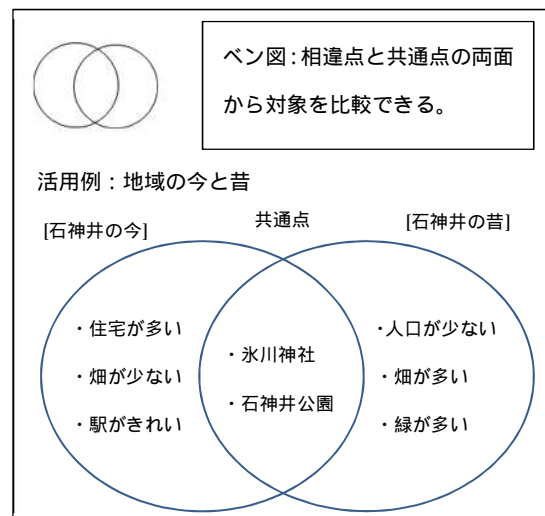 ベン図：相違点と共通点の両面
から対象を比較できる。
活用例：地域の今と昔
[石神井の今]
共通点
[石神井の昔]
・住宅が多い
・畑が少ない
・駅がきれい
・氷川神社
・石神井公園
・人口が少ない
・畑が多い
・緑が多い